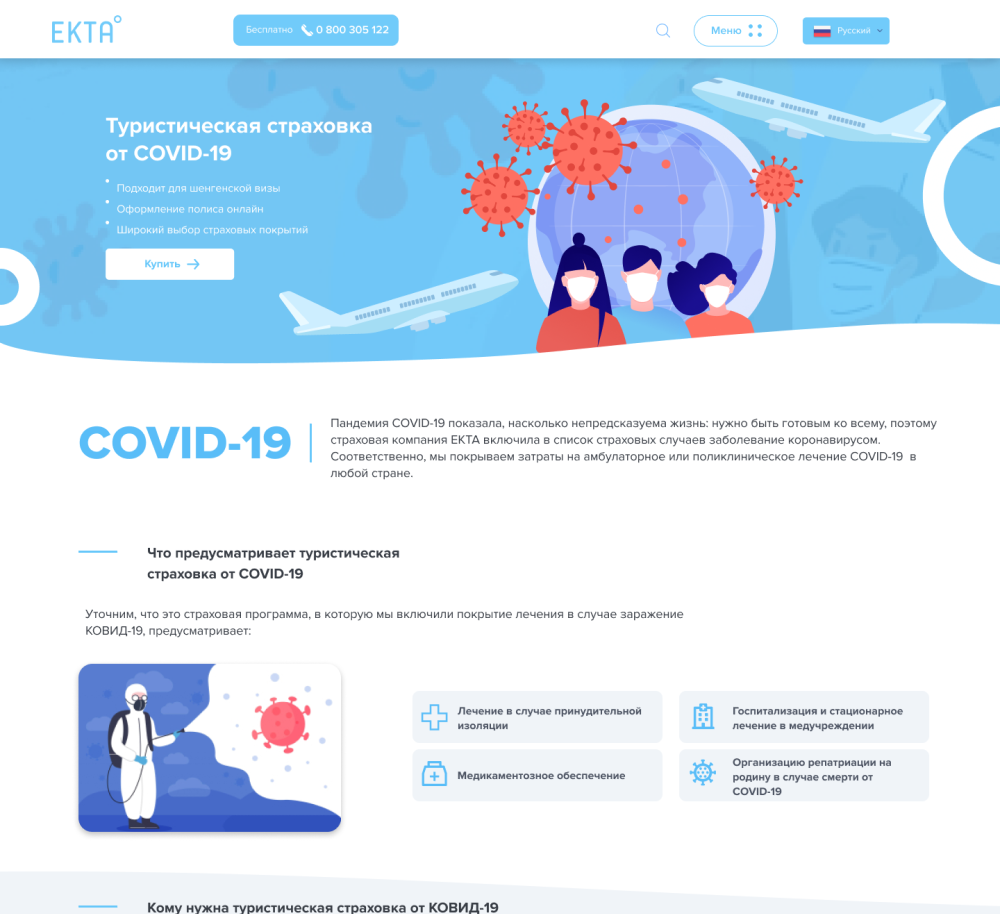 EKTA°
Бесплатно 0 800 305 122
Меню
Русский
Туристическая страховка
от COVID-19
Подходит для шенгенской визы
Оформление полиса онлайн
Широкий выбор страховых покрытий
Купить
COVID-19
Пандемия COVID-19 показала, насколько непредсказуема жизнь: нужно быть готовым ко всему, поэтому
страховая компания ЕКТА включила в список страховых случаев заболевание коронавирусом.
Соответственно, мы покрываем затраты на амбулаторное или поликлиническое лечение COVID-19 в
любой стране.
Что предусматривает туристическая
страховка от COVID-19
Уточним, что это страховая программа, в которую мы включили покрытие лечения в случае заражение
КОВИД-19, предусматривает:
Лечение в случае принудительной
изоляции
Госпитализация и стационарное
лечение в медучреждении
Медикаментозное обеспечение
Организацию репатриации на
родину в случае смерти от
COVID-19
Кому нужна туристическая страховка от КОВИД-19